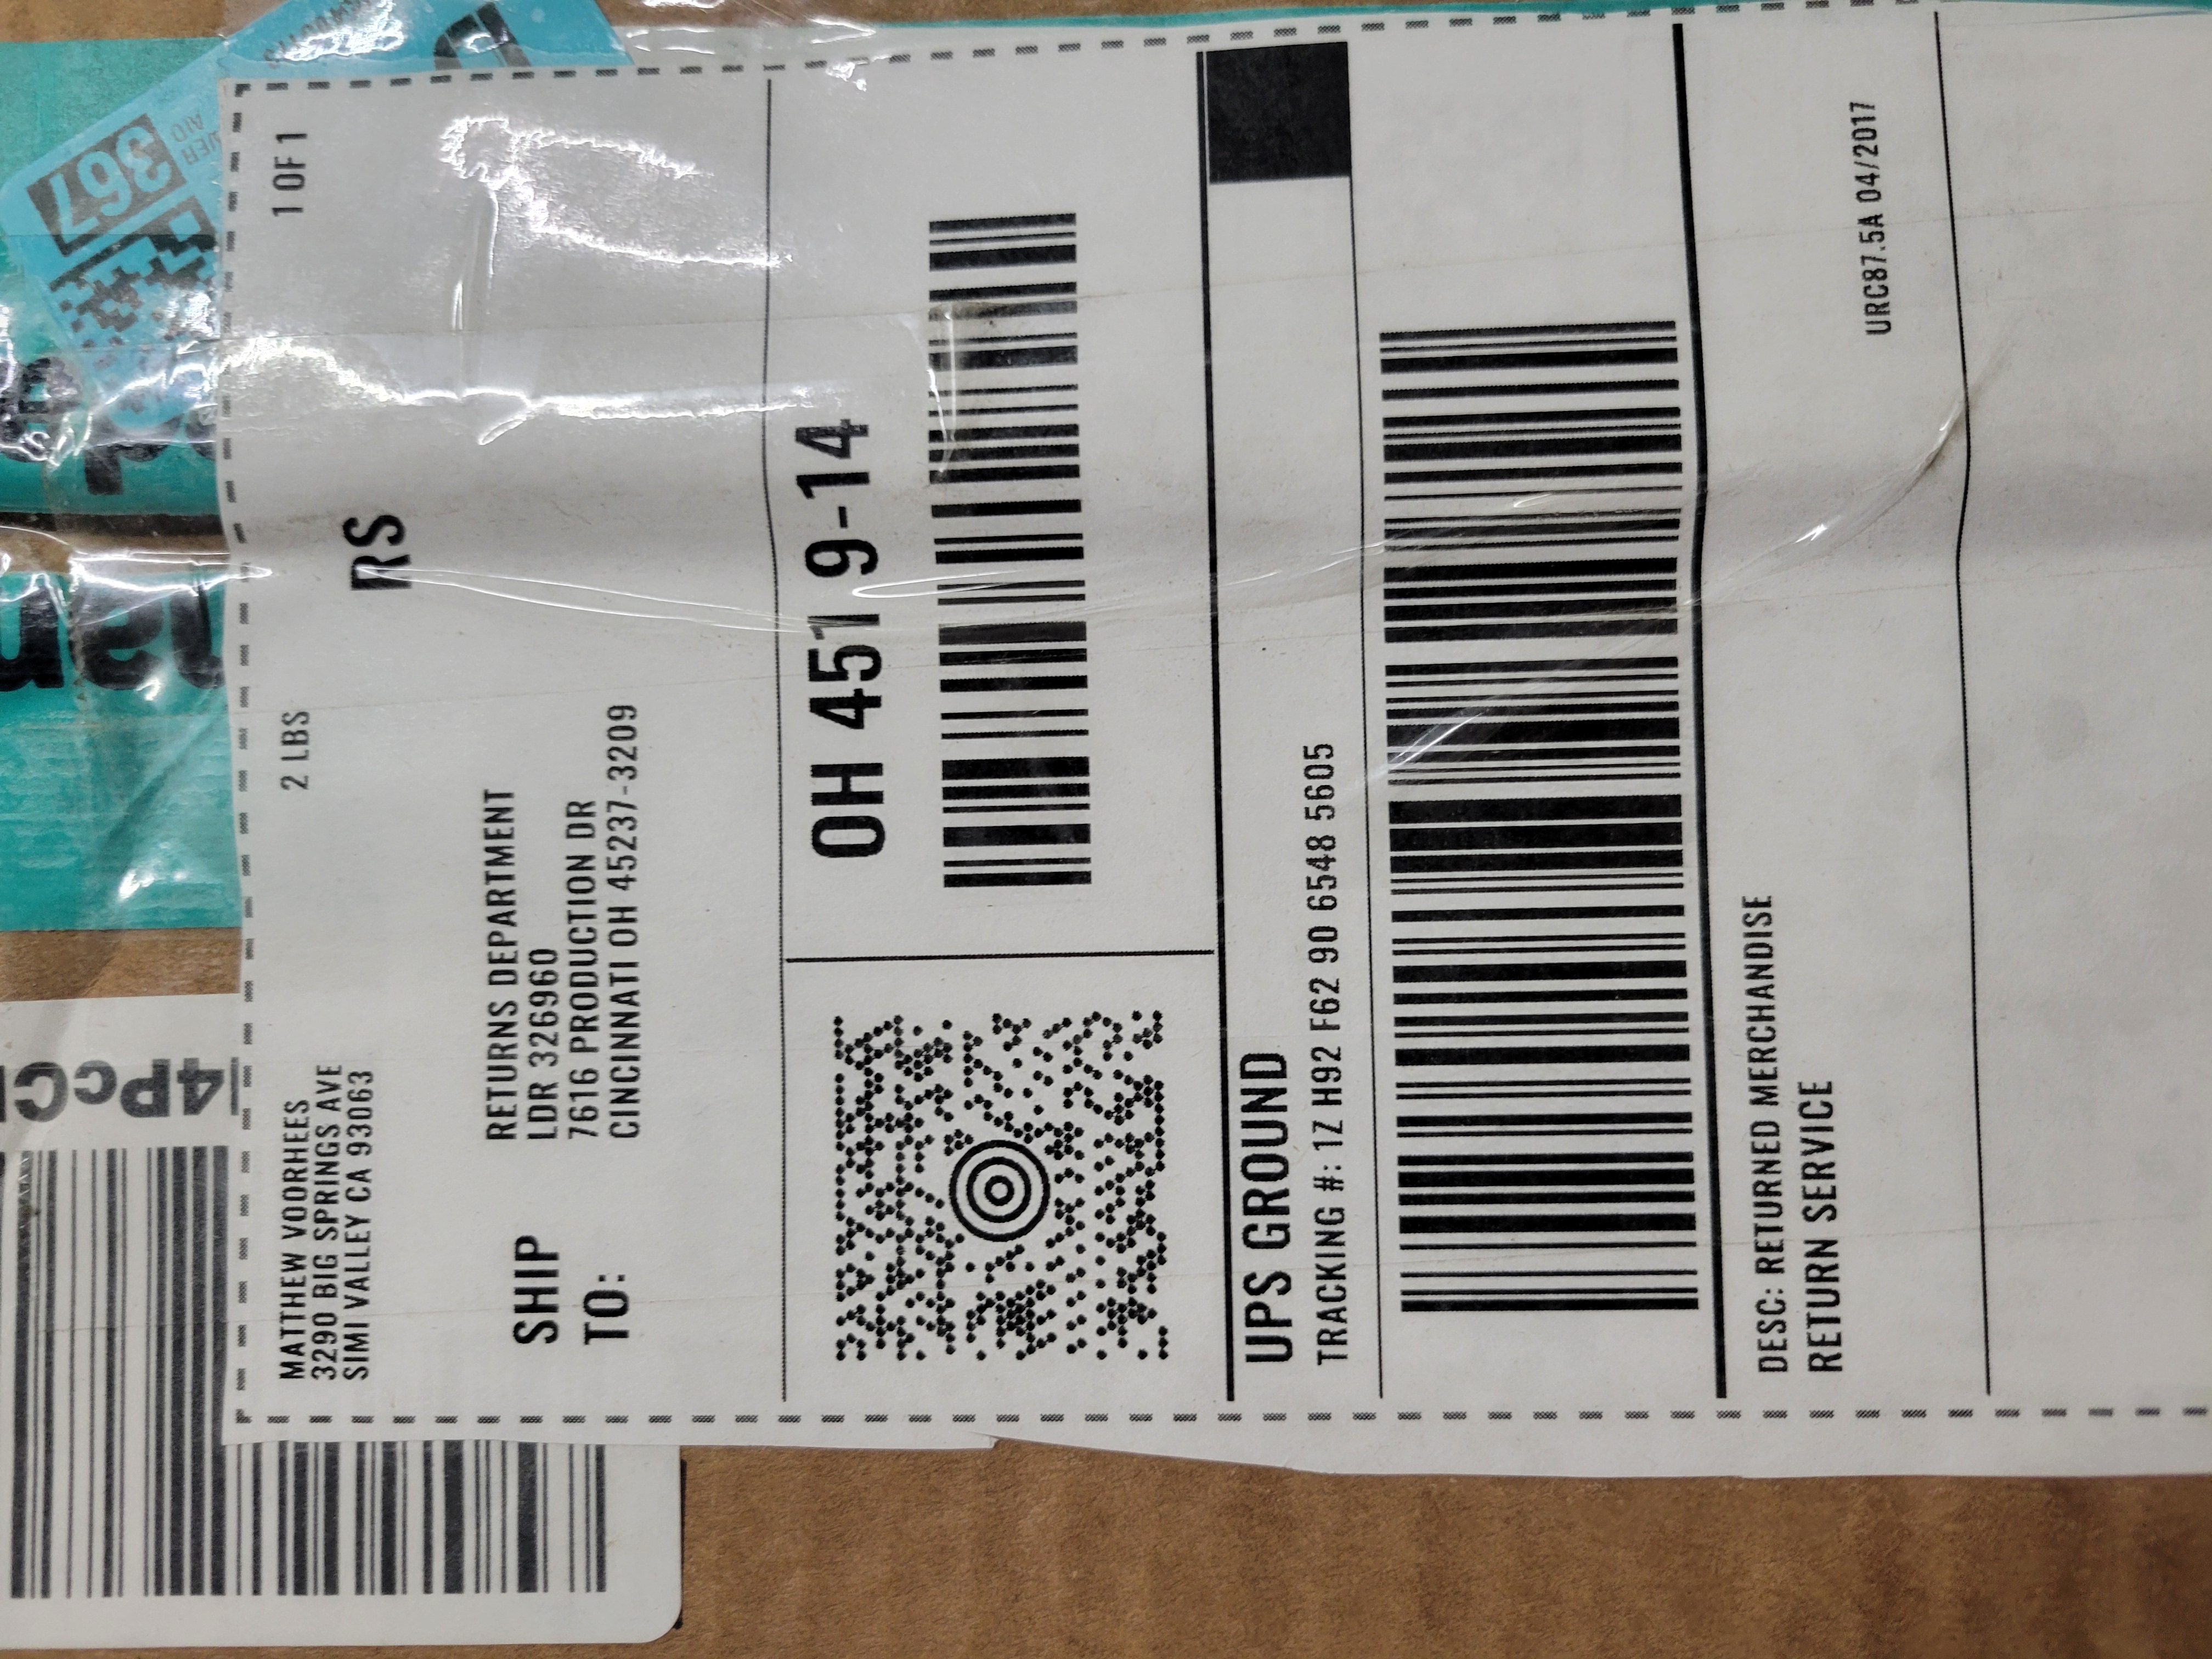 MATTHEW VOORHEES
3290 BIG SPRINGS AVE
SIMI VALLEY CA 93063
2 LBS
1 OF 1
RS
SHIP
TO:
RETURNS DEPARTMENT
LDR 326960
7616 PRODUCTION DR
CINCINNATI OH 45237-3209
OH 451 9-14
UPS GROUND
TRACKING #: 1Z H92 F62 90 6548 5605
DESC: RETURNED MERCHANDISE
RETURN SERVICE
URC87.5A 04/2017
367